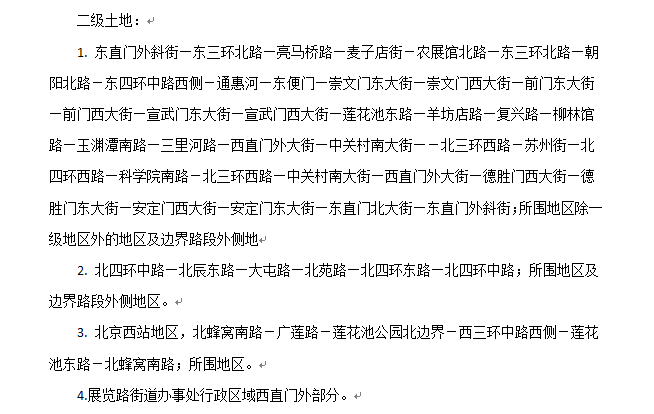 二级土地：
1. 东直门外斜街—东三环北路—亮马桥路—麦子店街－农展馆北路－东三环北路－朝
阳北路－东四环中路西侧－通惠河－东便门—崇文门东大街—崇文门西大街—前门东大街
—前门西大街—宣武门东大街—宣武门西大街—莲花池东路—羊坊店路—复兴路—柳林馆
路—玉渊潭南路—三里河路—西直门外大街—中关村南大街—－北三环西路－苏州街—北
四环西路—科学院南路－北三环西路—中关村南大街—西直门外大街—德胜门西大街—德
胜门东大街—安定门西大街—安定门东大街—东直门北大街—东直门外斜街;所围地区除一
级地区外的地区及边界路段外侧地
2. 北四环中路—北辰东路—大屯路—北苑路—北四环东路—北四环中路；所围地区及
边界路段外侧地区。
3. 北京西站地区，北蜂窝南路－广莲路－莲花池公园北边界－西三环中路西侧－莲花
池东路－北蜂窝南路；所围地区。
4.展览路街道办事处行政区域西直门外部分。